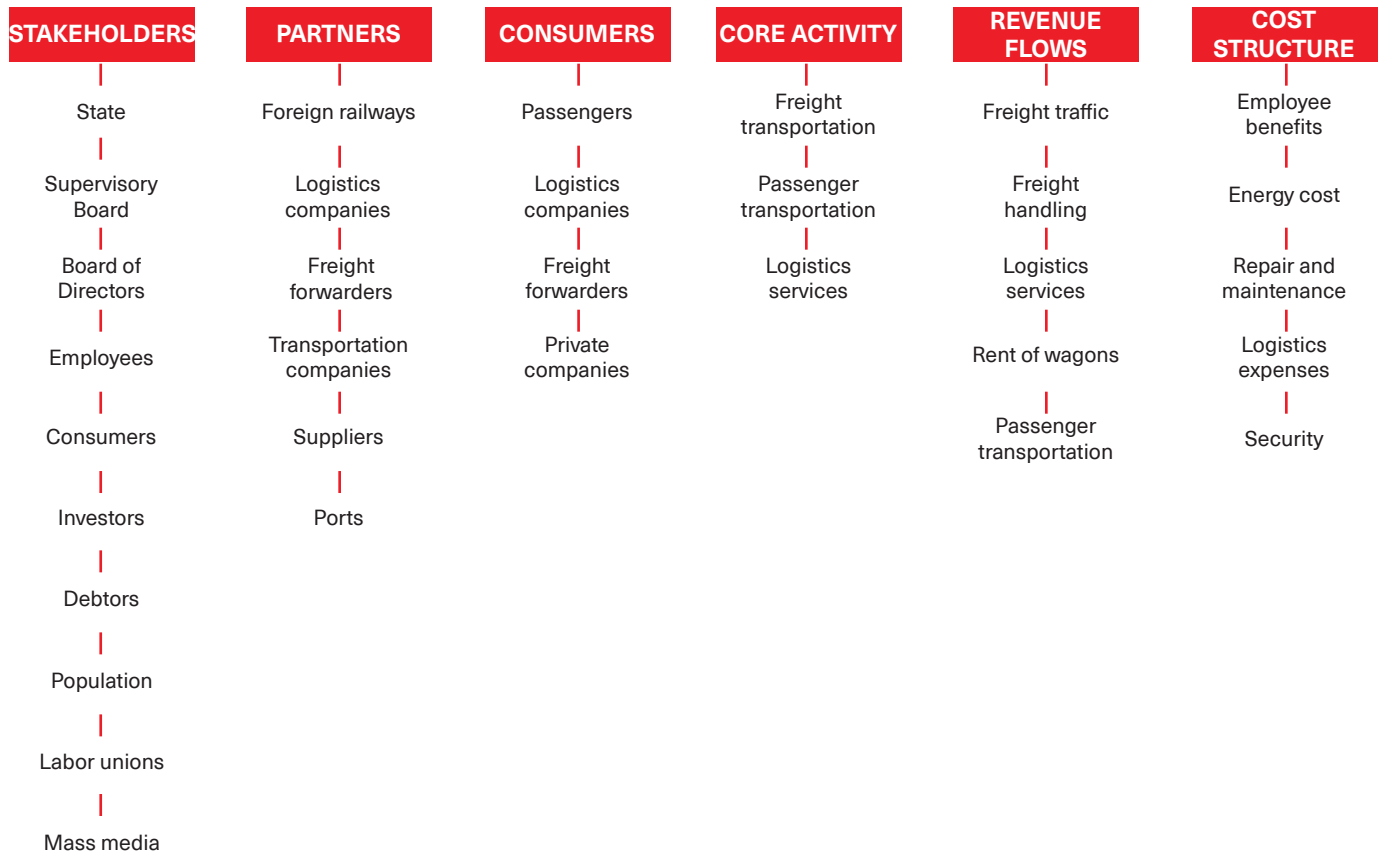 STAKEHOLDERS
State
Supervisory
Board
Board of
Directors
Employees
Consumers
Investors
Debtors
Population
Labor unions
Mass media
PARTNERS
Foreign railways
Logistics
companies
Freight
forwarders
Transportation
companies
Suppliers
Ports
CONSUMERS
Passengers
Logistics
companies
Freight
forwarders
Private
companies
CORE ACTIVITY
Freight
transportation
Passenger
transportation
Logistics
services
REVENUE
FLOWS
Freight traffic
Freight
handling
Logistics
services
Rent of wagons
Passenger
transportation
COST
STRUCTURE
Employee
benefits
Energy cost
Repair and
maintenance
Logistics
expenses
Security